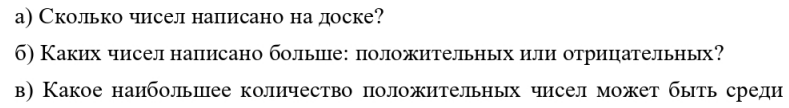 а) Сколько чисел написано на доске?
б) Каких чисел написано больше: положительных или отрицательных?
в) Какое наибольшее количество положительных чисел может быть среди